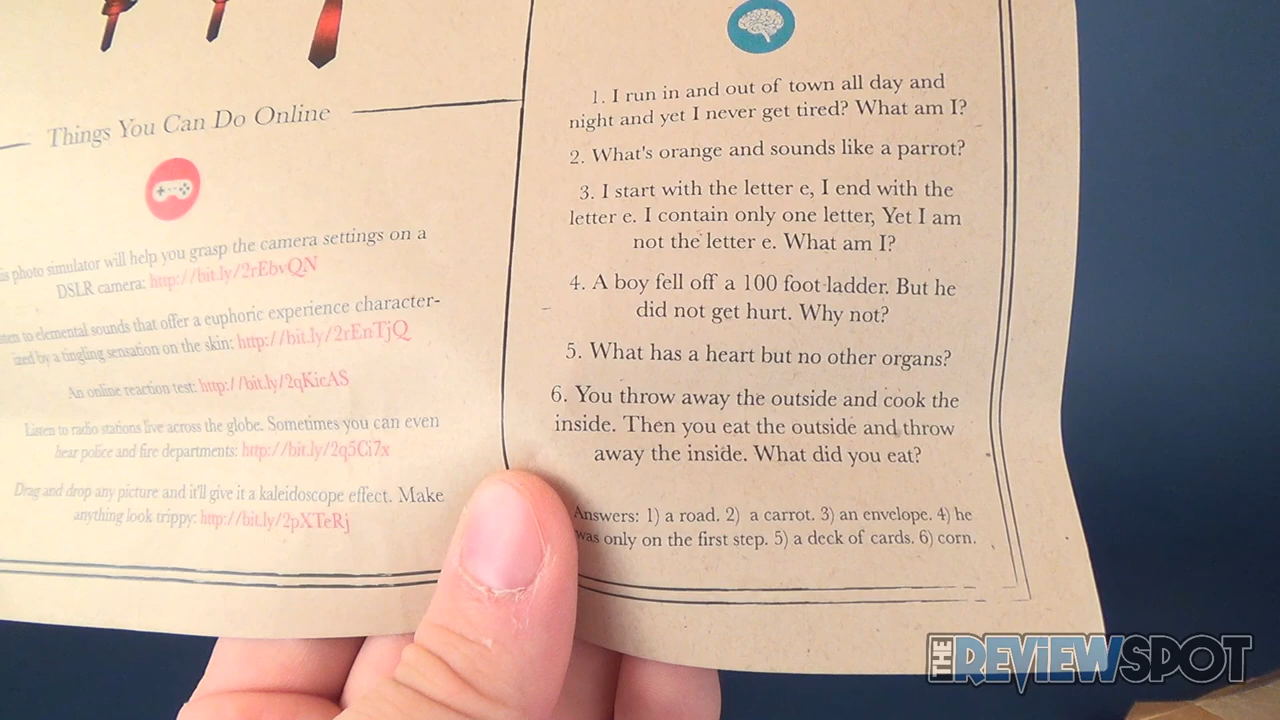 Things You Can Do Online
photo simulator will help you grasp the camera settings on a
DSLR camera: http://bit.ly/2rEbvQN
to elemental sounds that offer a euphoric experience character-
ized by a tingling sensation on the skin: http://bit.ly/2rEnTjQ
An online reaction test: http://bit.ly/2qKicAS
Listen to radio stations live across the globe. Sometimes you can even
hear police and fire departments: http://bit.ly/2q5Ci7x
Drag and drop any picture and it'll give it a kaleidoscope effect. Make
anything look trippy: http://bit.ly/2pXTeRj
1. I run in and out of town all day and
night and yet I never get tired? What am I?
2. What's orange and sounds like a parrot?
3. I start with the letter e, I end with the
letter e. I contain only one letter, Yet I am
not the letter e. What am I?
4. A boy fell off a 100 foot ladder. But he
did not get hurt. Why not?
5. What has a heart but no other organs?
6. You throw away the outside and cook the
inside. Then you eat the outside and throw
away the inside. What did you eat?
Answers: 1) a road. 2) a carrot. 3) an envelope. 4) he
was only on the first step. 5) a deck of cards. 6) corn.
THE REVIEWSPOT